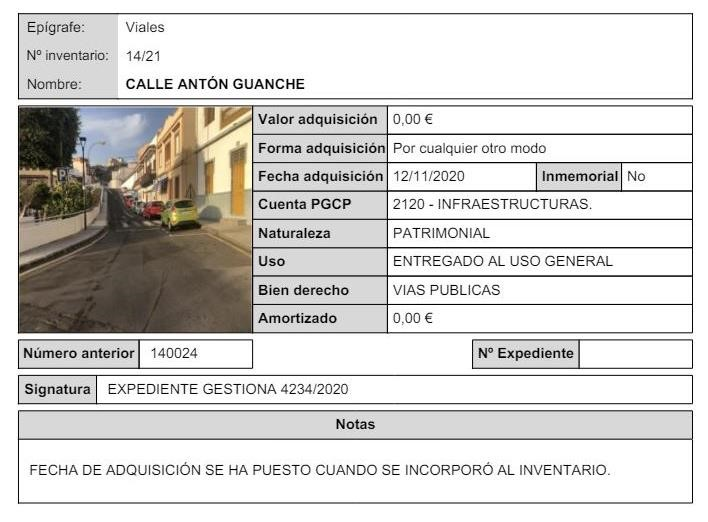 Epígrafe: Viales
Nº inventario: 14/21
Nombre: CALLE ANTÓN GUANCHE
Valor adquisición 0,00 €
Forma adquisición Por cualquier otro modo
Fecha adquisición 12/11/2020 Inmemorial No
Cuenta PGCP 2120 - INFRAESTRUCTURAS.
Naturaleza PATRIMONIAL
Uso ENTREGADO AL USO GENERAL
Bien derecho VIAS PUBLICAS
Amortizado 0,00 €
Número anterior 140024 Nº Expediente
Signatura EXPEDIENTE GESTIONA 4234/2020
Notas
FECHA DE ADQUISICIÓN SE HA PUESTO CUANDO SE INCORPORÓ AL INVENTARIO.
P